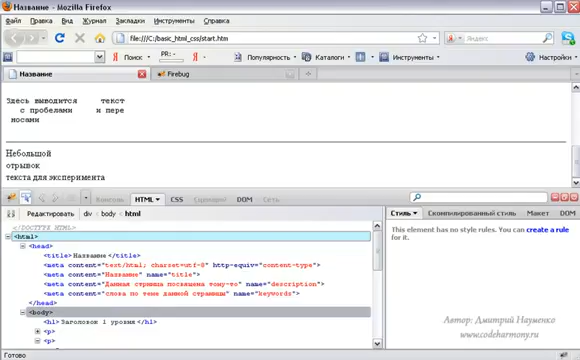 Название - Mozilla Firefox
Файл Правка Вид Журнал Закладки Инструменты Справка
file:///C:/basic_html_css/start.htm
Яндекс
Поиск PR: - Я Популярность Каталоги Инструменты Настройки
Название Firebug
Здесь выводится текст
с пробелами и пере
носами
Небольшой
отрывок
текста для эксперимента
Консоль HTML CSS Сценарий DOM Сеть
Редактировать div < body < html
Стиль Скомпилированный стиль Макет DOM
<!DOCTYPE HTML>
This element has no style rules. You can create a rule
for it.
<html>
<head>
<title>Название</title>
<meta content="text/html; charset=utf-8" http-equiv="content-type">
<meta content="Название" name="title">
<meta content="Данная стрница посвящена тому-то" name="description">
<meta content="слова по теме данной страницы" name="keywords">
</head>
<body>
<h1>Заголовок 1 уровня</h1>
<p>
<p>
Автор: Дмитрий Науменко
www.codeharmony.ru
Готово